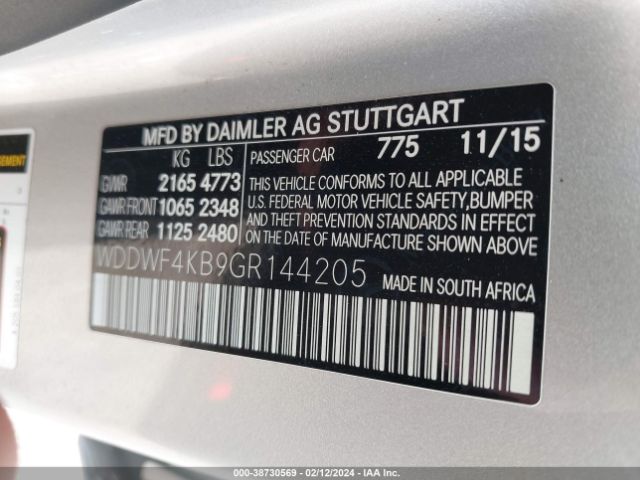 MFD BY DAIMLER AG STUTTGART
KG LBS
PASSENGER CAR 775 11/15
GVWR 2165 4773
GAWR FRONT 1065 2348
GAWR REAR 1125 2480
THIS VEHICLE CONFORMS TO ALL APPLICABLE
U.S. FEDERAL MOTOR VEHICLE SAFETY,BUMPER
AND THEFT PREVENTION STANDARDS IN EFFECT
ON THE DATE OF MANUFACTURE SHOWN ABOVE
WDDWF4KB9GR144205
MADE IN SOUTH AFRICA
000-38730569 - 02/12/2024 - IAA Inc.